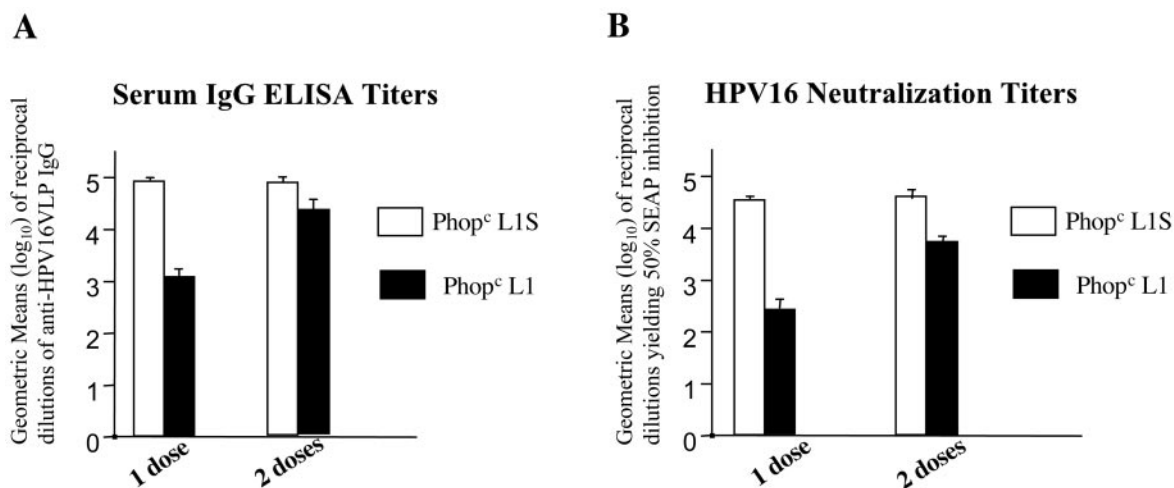 A
Serum IgG ELISA Titers
Geometric Means (log₁₀) of reciprocal
dilutions of anti-HPV16VLP IgG
5
4
3
2
1
0
1 dose
2 doses
Phopᶜ L1S
Phopᶜ L1
B
HPV16 Neutralization Titers
Geometric Means (log₁₀) of reciprocal
dilutions yielding 50% SEAP inhibition
5
4
3
2
1
0
1 dose
2 doses
Phopᶜ L1S
Phopᶜ L1